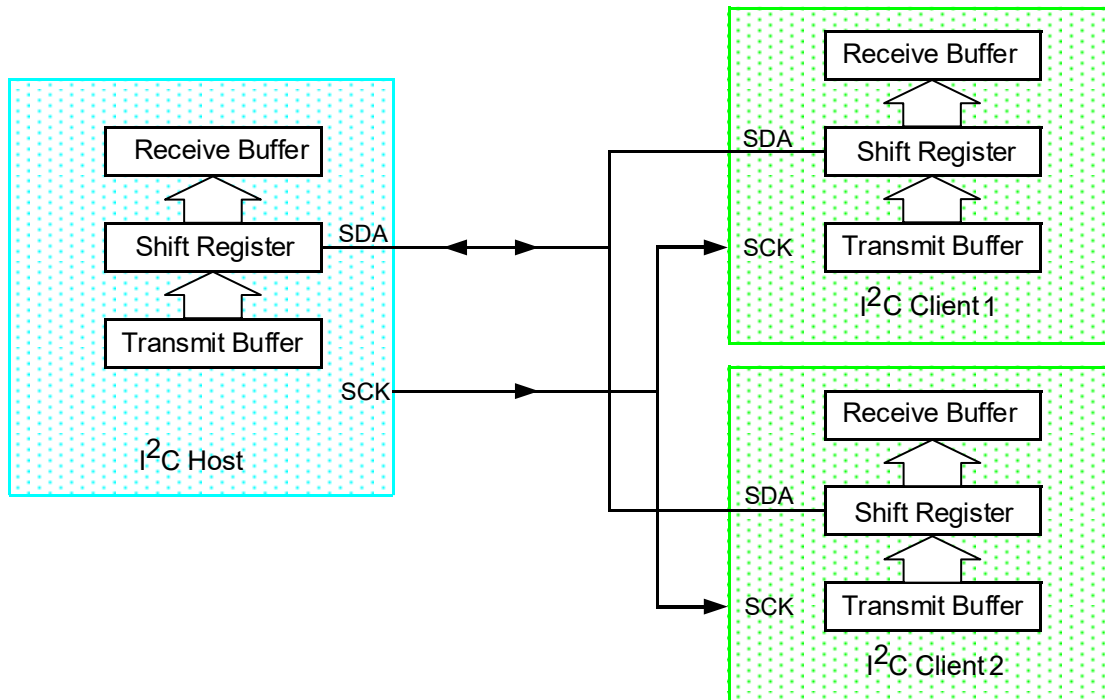 Receive Buffer
Shift Register
SDA
Transmit Buffer
SCK
I²C Host
Receive Buffer
SDA
Shift Register
SCK
Transmit Buffer
I²C Client 1
Receive Buffer
SDA
Shift Register
SCK
Transmit Buffer
I²C Client 2